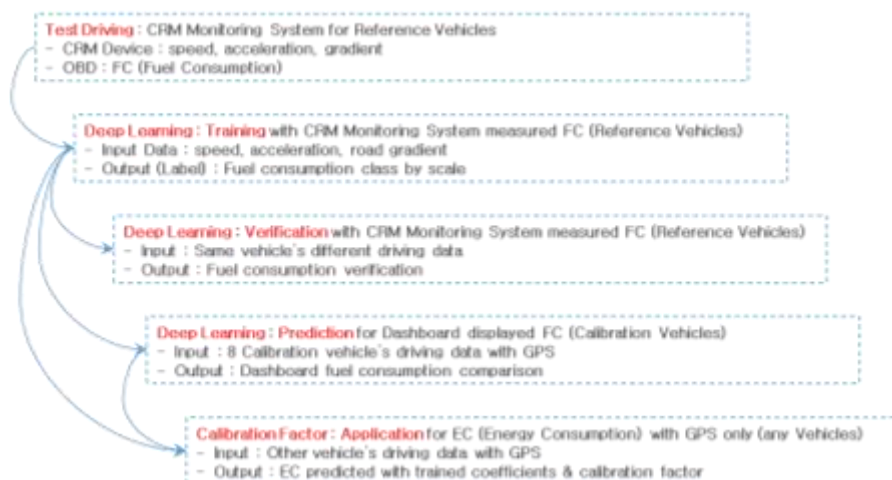 Test Driving : CRM Monitoring System for Reference Vehicles
- CRM Device : speed, acceleration, gradient
- OBD : FC (Fuel Consumption)
Deep Learning : Training with CRM Monitoring System measured FC (Reference Vehicles)
- Input Data : speed, acceleration, road gradient
- Output (Label) : Fuel consumption class by scale
Deep Learning : Verification with CRM Monitoring System measured FC (Reference Vehicles)
- Input : Same vehicle's different driving data
- Output : Fuel consumption verification
Deep Learning : Prediction for Dashboard displayed FC (Calibration Vehicles)
- Input : 8 Calibration vehicle's driving data with GPS
- Output : Dashboard fuel consumption comparison
Calibration Factor : Application for EC (Energy Consumption) with GPS only (any Vehicles)
- Input : Other vehicle's driving data with GPS
- Output : EC predicted with trained coefficients & calibration factor